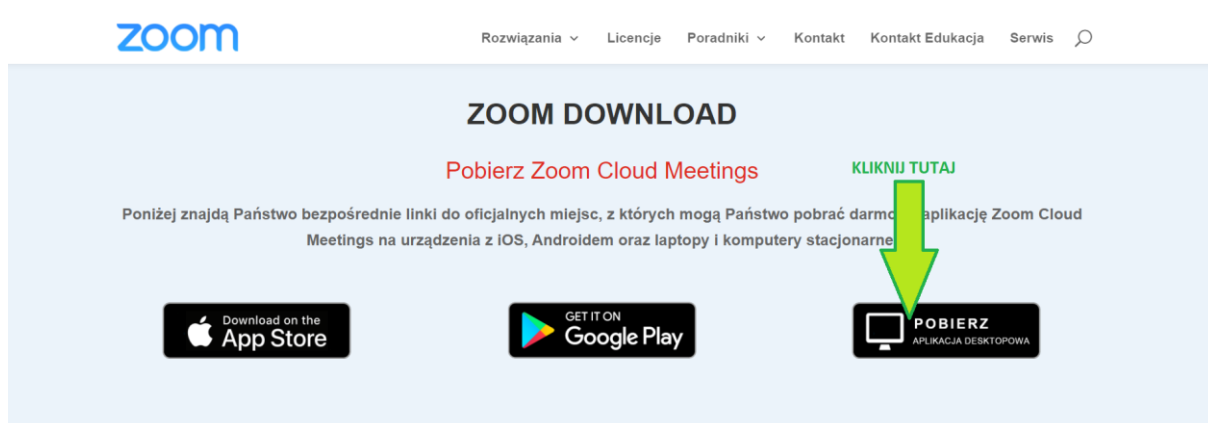 zoom
Rozwiązania Licencje Poradniki Kontakt Kontakt Edukacja Serwis
ZOOM DOWNLOAD
Pobierz Zoom Cloud Meetings
KLIKNIJ TUTAJ
Poniżej znajdą Państwo bezpośrednie linki do oficjalnych miejsc, z których mogą Państwo pobrać aplikację Zoom Cloud
Meetings na urządzenia z iOS, Androidem oraz laptopy i komputery stacjonarne
Download on the
App Store
GET IT ON
Google Play
POBIERZ
APLIKACJA DESKTOPOWA